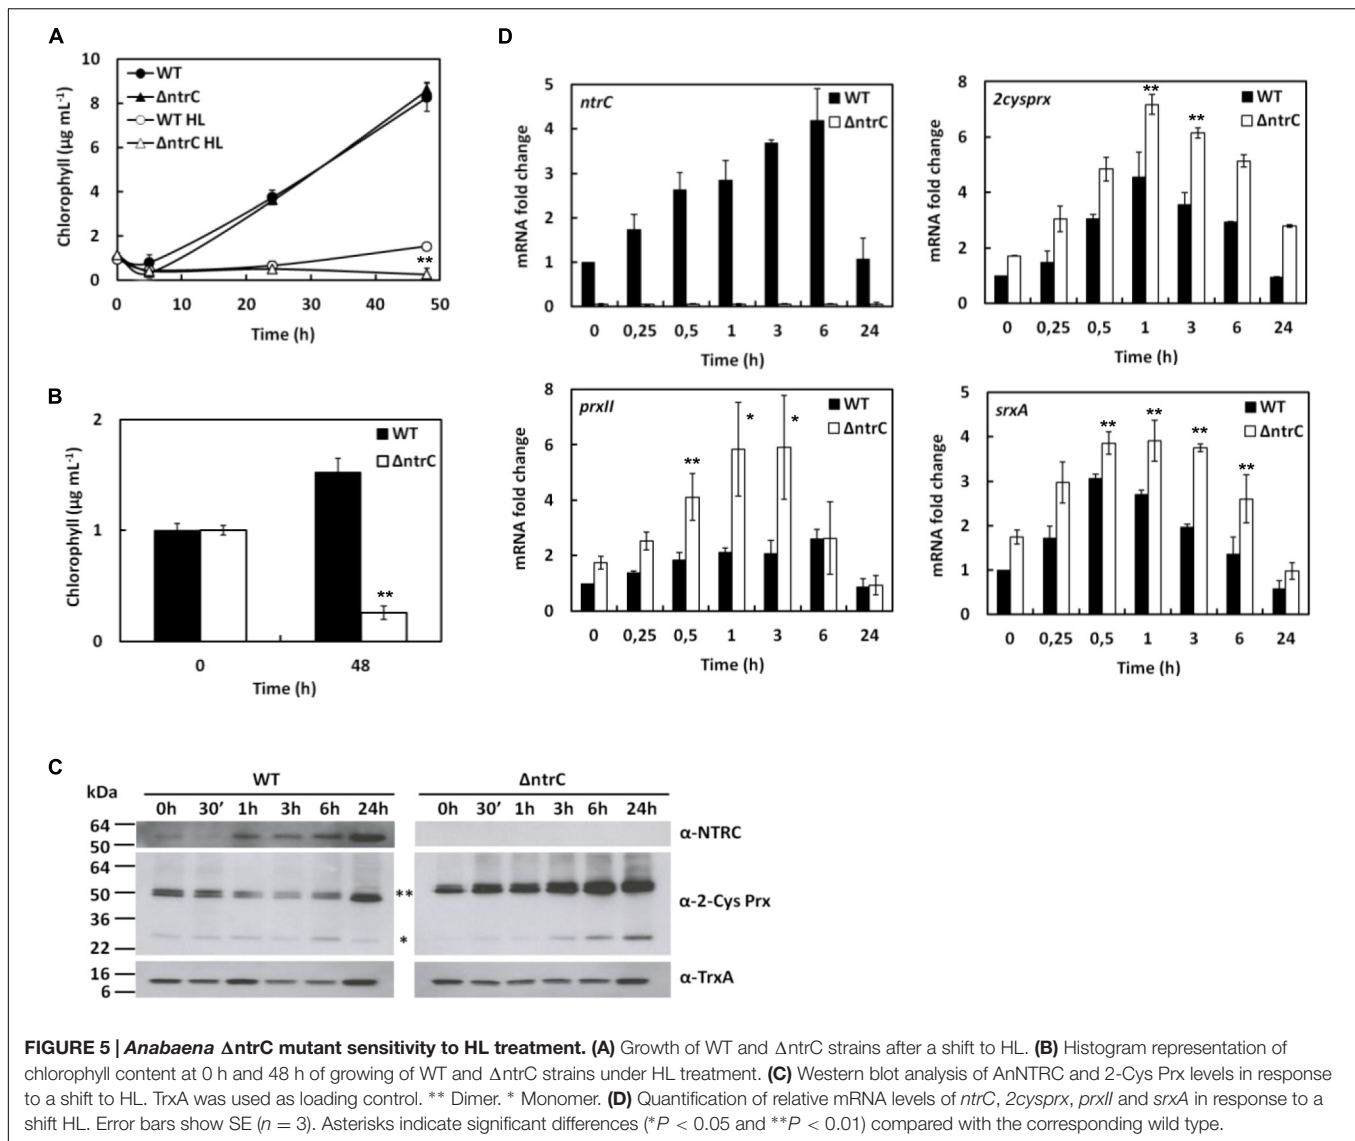 A
Chlorophyll (µg mL-1)
10
8
6
4
2
0
WT
ΔntrC
WT HL
ΔntrC HL
**
0 10 20 30 40 50
Time (h)
B
Chlorophyll (µg mL-1)
2
1
0
WT
ΔntrC
**
0 48
Time (h)
D
mRNA fold change
5
4
3
2
1
0
ntrC
WT
ΔntrC
0 0,25 0,5 1 3 6 24
Time (h)
mRNA fold change
8
6
4
2
0
2cysprx
WT
ΔntrC
** **
0 0,25 0,5 1 3 6 24
Time (h)
mRNA fold change
8
6
4
2
0
prxII
WT
ΔntrC
** * *
0 0,25 0,5 1 3 6 24
Time (h)
mRNA fold change
5
4
3
2
1
0
srxA
WT
ΔntrC
** ** ** **
0 0,25 0,5 1 3 6 24
Time (h)
C
WT ΔntrC
kDa 0h 30’ 1h 3h 6h 24h 0h 30’ 1h 3h 6h 24h
64
50
α-NTRC
64
50 **
α-2-Cys Prx
36
*
22
16
6
α-TrxA
FIGURE 5 | Anabaena ΔntrC mutant sensitivity to HL treatment. (A) Growth of WT and ΔntrC strains after a shift to HL. (B) Histogram representation of
chlorophyll content at 0 h and 48 h of growing of WT and ΔntrC strains under HL treatment. (C) Western blot analysis of AnNTRC and 2-Cys Prx levels in response
to a shift to HL. TrxA was used as loading control. ** Dimer. * Monomer. (D) Quantification of relative mRNA levels of ntrC, 2cysprx, prxII and srxA in response to a
shift HL. Error bars show SE (n = 3). Asterisks indicate significant differences (*P < 0.05 and **P < 0.01) compared with the corresponding wild type.